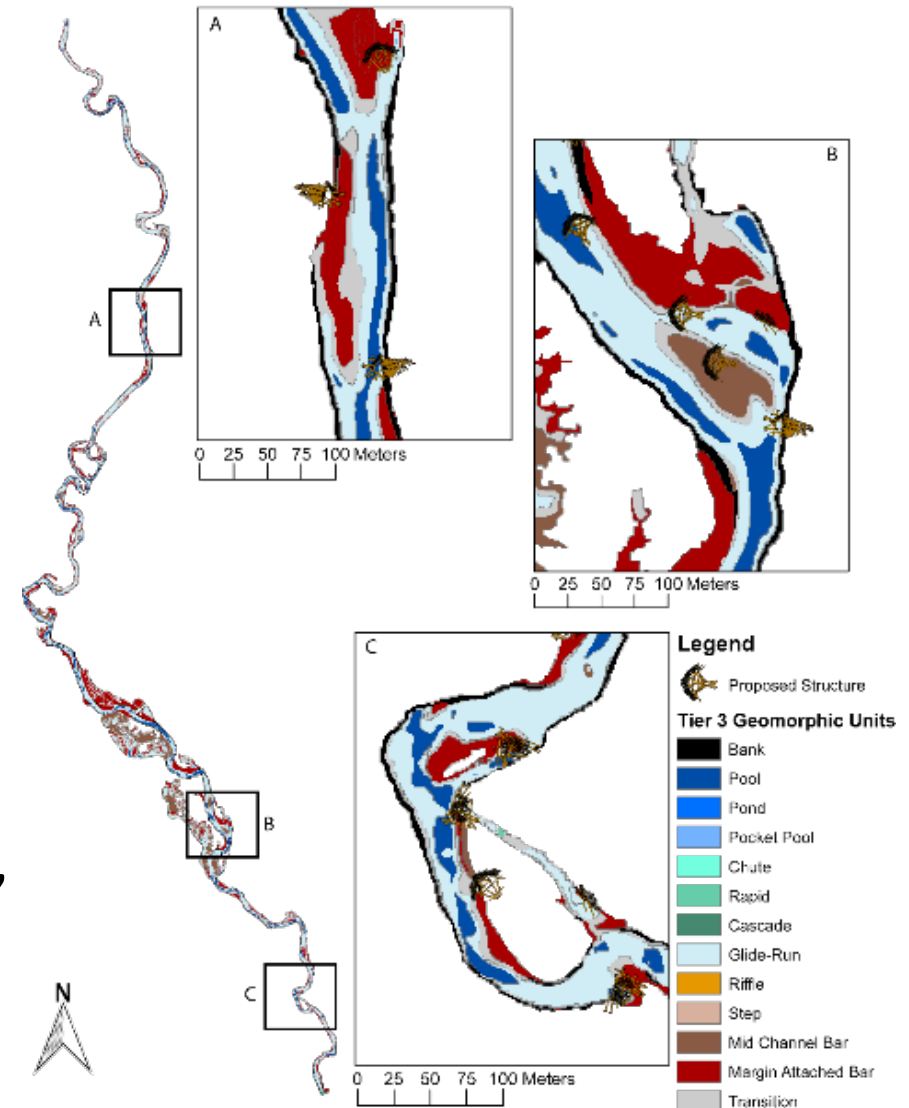 A
B
A
0 25 50 75 100 Meters
0 25 50 75 100 Meters
C
Legend
Proposed Structure
Tier 3 Geomorphic Units
Bank
Pool
Pond
Pocket Pool
Chute
Rapid
Cascade
Glide-Run
Riffle
Step
Mid Channel Bar
Margin Attached Bar
Transition
B
C
N
0 25 50 75 100 Meters